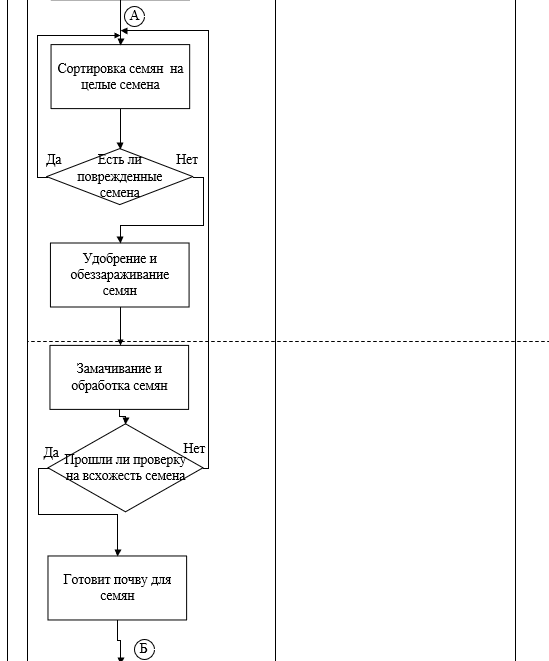 А
Сортировка семян на
целые семена
Да
Есть ли
Нет
поврежденные
семена
Удобрение и
обеззараживание
семян
Замачивание и
обработка семян
Да
Прошли ли проверку
Нет
на всхожесть семена
Готовит почву для
семян
Б